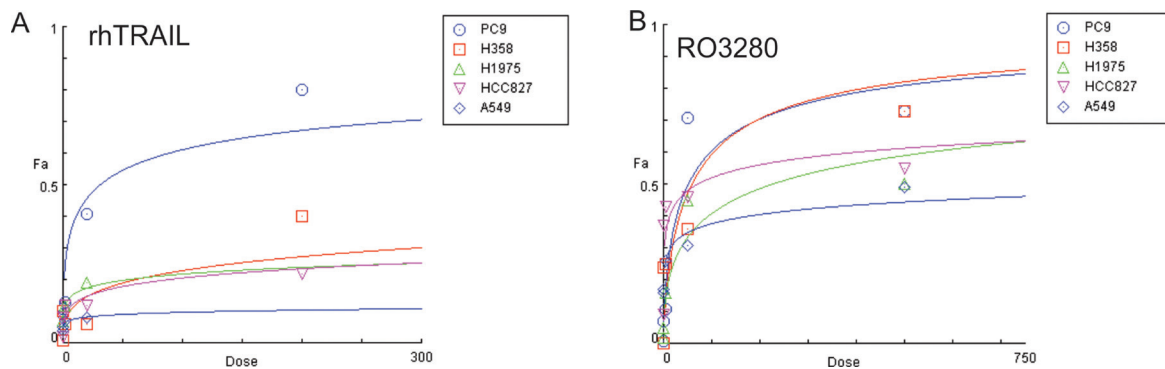 A
rhTRAIL
1
Fa
0.5
0
0
Dose
300
PC9
H358
H1975
HCC827
A549
B
RO3280
1
Fa
0.5
0
0
Dose
750
PC9
H358
H1975
HCC827
A549